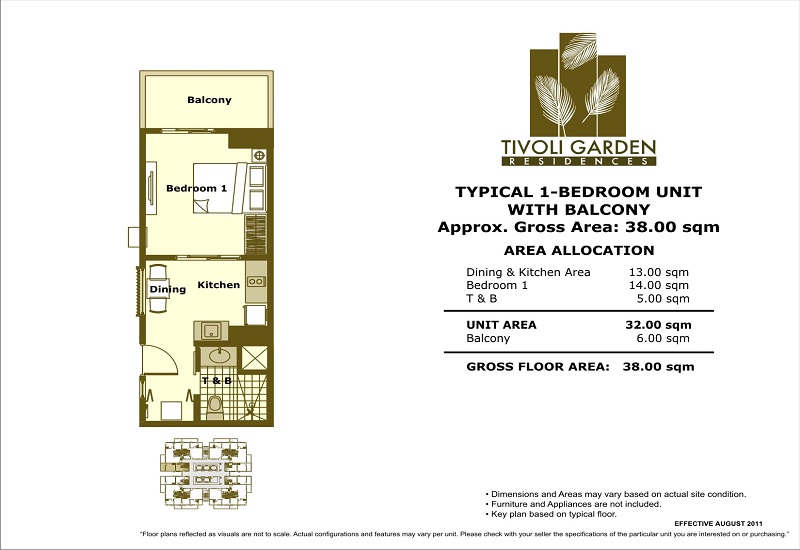 Balcony
Bedroom 1
Dining
Kitchen
T & B
TIVOLI GARDEN
RESIDENCES
TYPICAL 1-BEDROOM UNIT
WITH BALCONY
Approx. Gross Area: 38.00 sqm
AREA ALLOCATION
Dining & Kitchen Area 13.00 sqm
Bedroom 1 14.00 sqm
T & B 5.00 sqm
UNIT AREA 32.00 sqm
Balcony 6.00 sqm
GROSS FLOOR AREA: 38.00 sqm
• Dimensions and Areas may vary based on actual site condition.
• Furniture and Appliances are not included.
• Key plan based on typical floor.
EFFECTIVE AUGUST 2011
"Floor plans reflected as visuals are not to scale. Actual configurations and features may vary per unit. Please check with your seller the specifications of the particular unit you are interested on or purchasing."